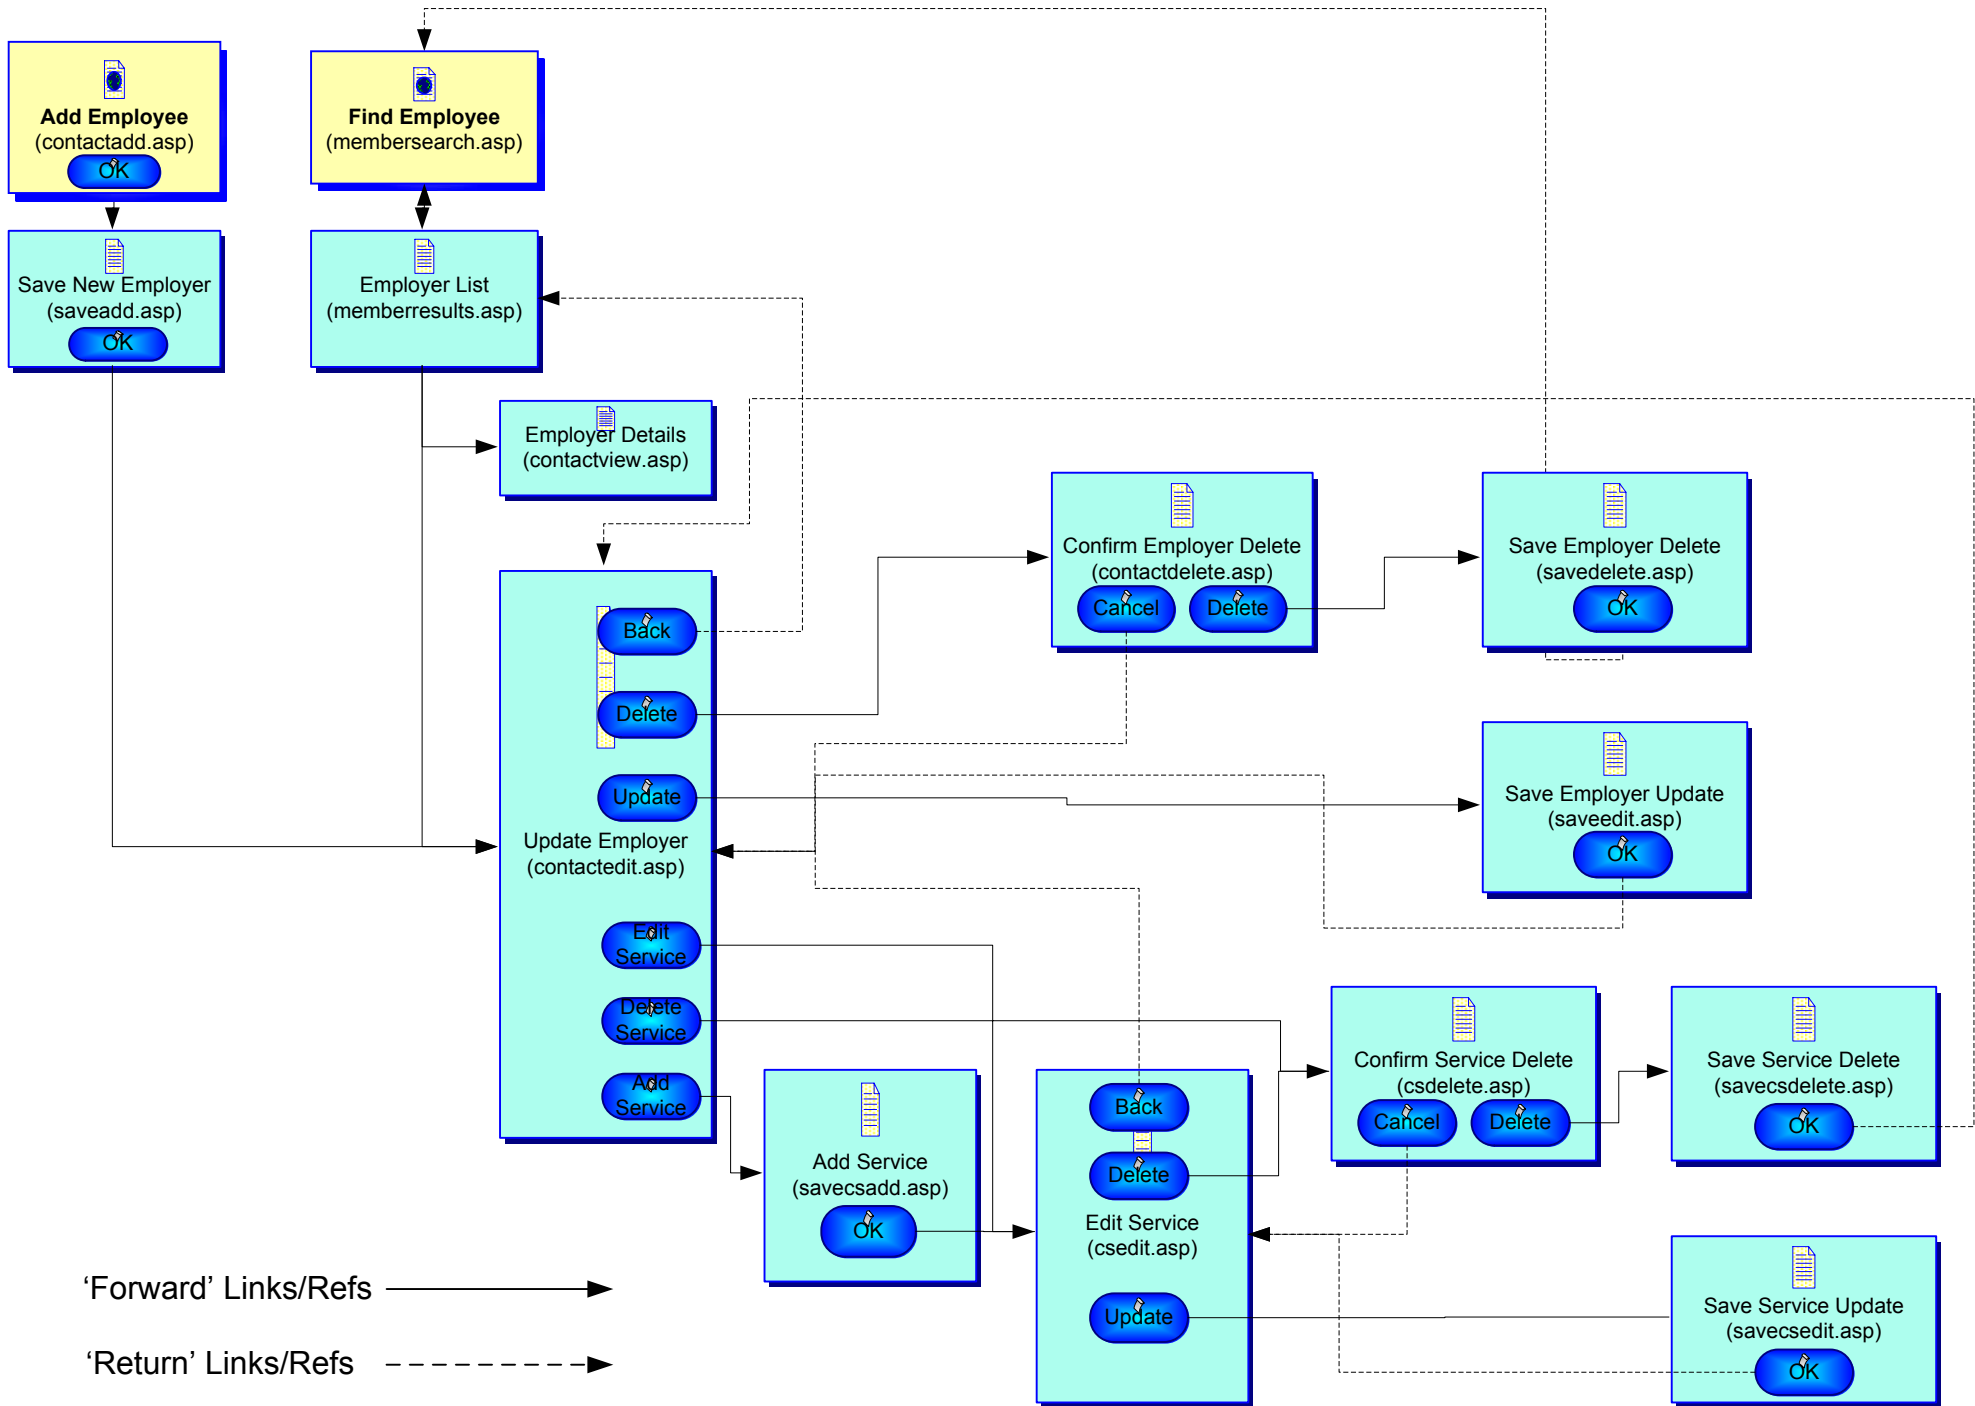 Add Employee
(contactadd.asp)
OK
Find Employee
(membersearch.asp)
Save New Employer
(saveadd.asp)
OK
Employer List
(memberresults.asp)
Employer Details
(contactview.asp)
Confirm Employer Delete
(contactdelete.asp)
Cancel
Delete
Save Employer Delete
(savedelete.asp)
OK
Back
Delete
Update
Update Employer
(contactedit.asp)
Edit
Service
Delete
Service
Add
Service
Save Employer Update
(saveedit.asp)
OK
Add Service
(savecsadd.asp)
OK
Back
Delete
Edit Service
(csedit.asp)
Update
Confirm Service Delete
(csdelete.asp)
Cancel
Delete
Save Service Delete
(savecsdelete.asp)
OK
Save Service Update
(savecsedit.asp)
OK
‘Forward’ Links/Refs
‘Return’ Links/Refs